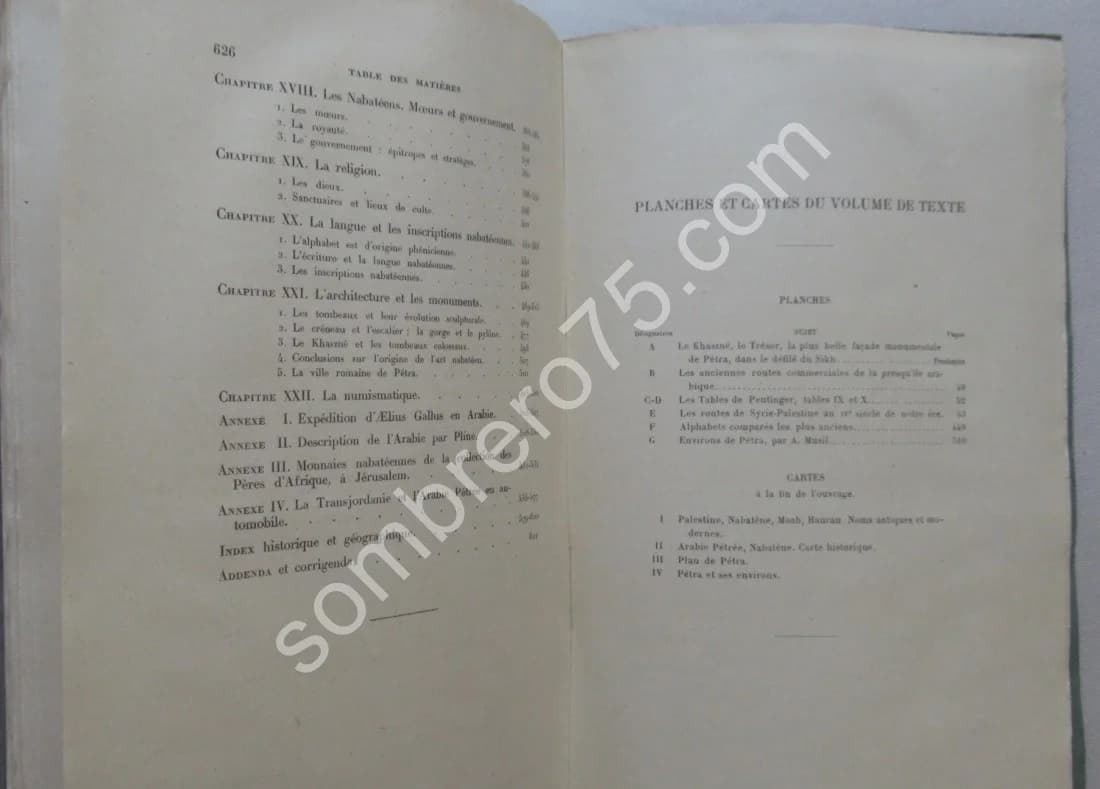 626
TABLE DES MATIÈRES
CHAPITRE XVIII. Les Nabatéens. Mœurs et gouvernement.
1. Les mœurs.
2. La royauté.
3. Le gouvernement : épitropes et stratèges.
CHAPITRE XIX. La religion.
1. Les dieux.
2. Sanctuaires et lieux de culte.
CHAPITRE XX. La langue et les inscriptions nabatéennes.
1. L'alphabet est d'origine phénicienne.
2. L'écriture et la langue nabatéennes.
3. Les inscriptions nabatéennes.
CHAPITRE XXI. L'architecture et les monuments.
1. Les tombeaux et leur évolution sculpturale.
2. Le créneau et l'escalier ; la gorge et le pylône.
3. Le Khazné et les tombeaux colossaux.
4. Conclusions sur l'origine de l'art nabatéen.
5. La ville romaine de Pétra.
CHAPITRE XXII. La numismatique.
ANNEXE I. Expédition d'Ælius Gallus en Arabie.
ANNEXE II. Description de l'Arabie par Pline.
ANNEXE III. Monnaies nabatéennes de la collection des
Pères d'Afrique, à Jérusalem.
ANNEXE IV. La Transjordanie et l'Arabie Pétrée en au-
tomobile.
INDEX historique et géographique.
ADDENDA et corrigenda.
PLANCHES ET CARTES DU VOLUME DE TEXTE
PLANCHES
Désignation SUJET Pages
A Le Khazné, le Trésor, la plus belle façade monumentale
de Pétra, dans le défilé du Sikh. Frontispice
B Les anciennes routes commerciales de la presqu'île ara-
bique.
C-D Les Tables de Peutinger, tables IX et X. 52
E Les routes de Syrie-Palestine au IVe siècle de notre ère.
F Alphabets comparés les plus anciens.
G Environs de Pétra, par A. Musil.
CARTES
à la fin de l'ouvrage.
I Palestine, Nabatène, Moab, Hauran. Noms antiques et mo-
dernes.
II Arabie Pétrée, Nabatène. Carte historique.
III Plan de Pétra.
IV Pétra et ses environs.
sombrero75.com